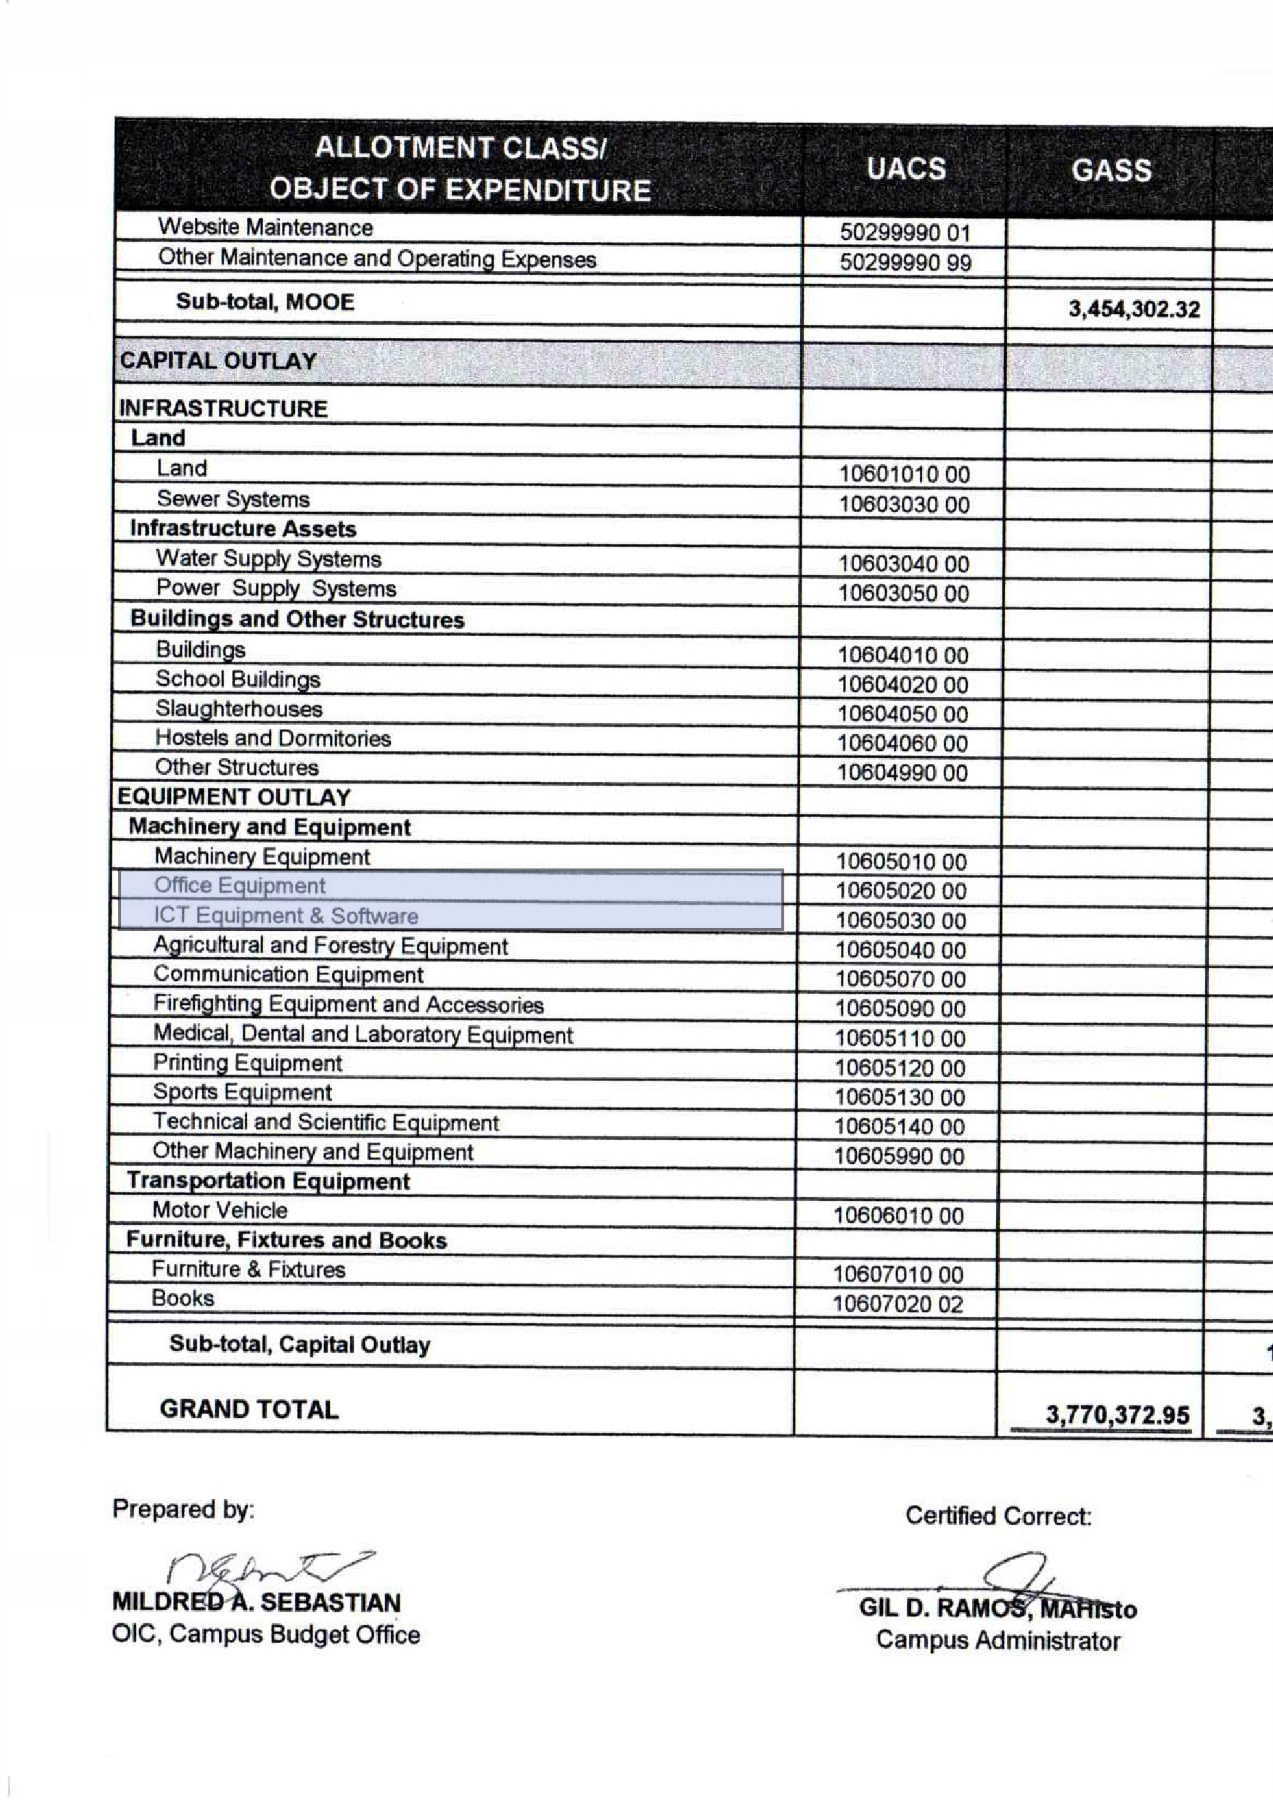 ALLOTMENT CLASS/
OBJECT OF EXPENDITURE UACS GASS
Website Maintenance 50299990 01
Other Maintenance and Operating Expenses 50299990 99
Sub-total, MOOE 3,454,302.32
CAPITAL OUTLAY
INFRASTRUCTURE
Land
Land 10601010 00
Sewer Systems 10603030 00
Infrastructure Assets
Water Supply Systems 10603040 00
Power Supply Systems 10603050 00
Buildings and Other Structures
Buildings 10604010 00
School Buildings 10604020 00
Slaughterhouses 10604050 00
Hostels and Dormitories 10604060 00
Other Structures 10604990 00
EQUIPMENT OUTLAY
Machinery and Equipment
Machinery Equipment 10605010 00
Office Equipment 10605020 00
ICT Equipment & Software 10605030 00
Agricultural and Forestry Equipment 10605040 00
Communication Equipment 10605070 00
Firefighting Equipment and Accessories 10605090 00
Medical, Dental and Laboratory Equipment 10605110 00
Printing Equipment 10605120 00
Sports Equipment 10605130 00
Technical and Scientific Equipment 10605140 00
Other Machinery and Equipment 10605990 00
Transportation Equipment
Motor Vehicle 10606010 00
Furniture, Fixtures and Books
Furniture & Fixtures 10607010 00
Books 10607020 02
Sub-total, Capital Outlay 1
GRAND TOTAL 3,770,372.95 3,
Prepared by: Certified Correct:
MILDRED A. SEBASTIAN GIL D. RAMOS, MAHisto
OIC, Campus Budget Office Campus Administrator